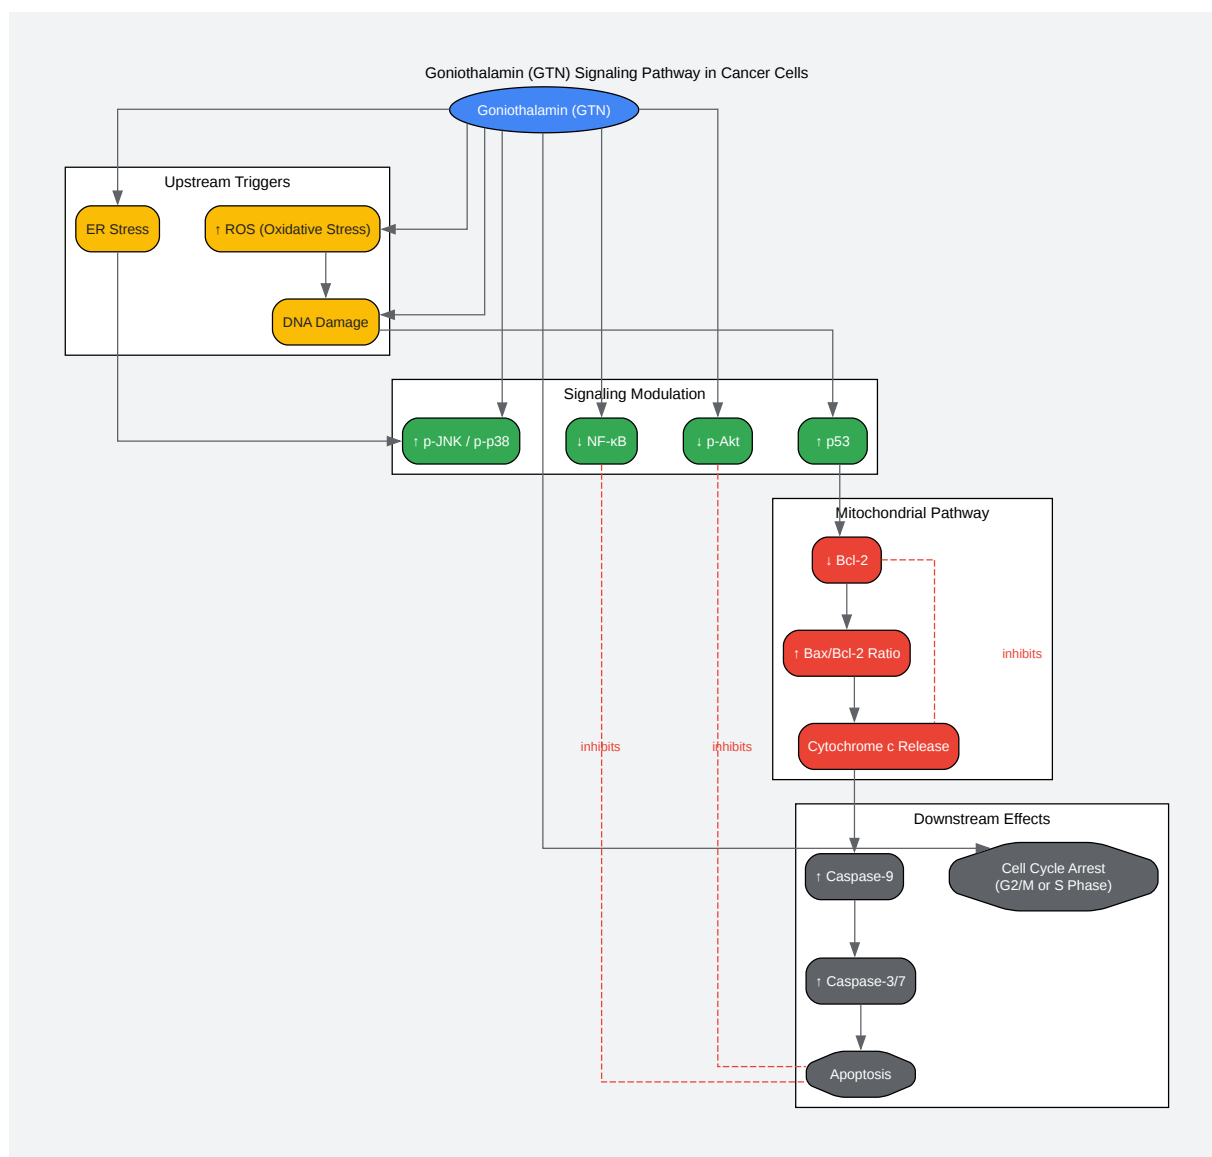 Goniothalamin (GTN) Signaling Pathway in Cancer Cells
Goniothalamin (GTN)
Upstream Triggers
ER Stress
↑ ROS (Oxidative Stress)
DNA Damage
Signaling Modulation
↑ p-JNK / p-p38
↓ NF-κB
↓ p-Akt
↑ p53
Mitochondrial Pathway
↓ Bcl-2
↑ Bax/Bcl-2 Ratio
inhibits
Cytochrome c Release
inhibits
inhibits
Downstream Effects
↑ Caspase-9
Cell Cycle Arrest
(G2/M or S Phase)
↑ Caspase-3/7
Apoptosis